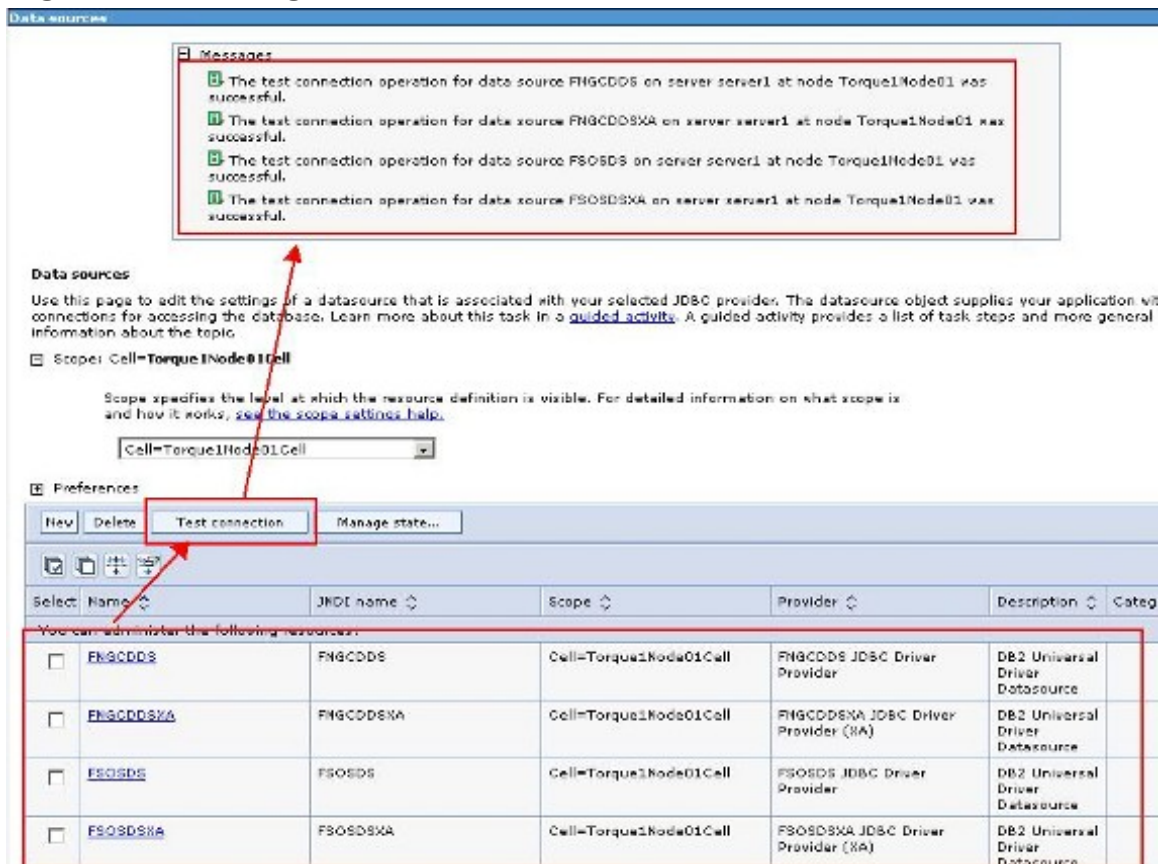 Data sources
Messages
The test connection operation for data source FNGCDDS on server server1 at node Torque1Node01 was
successful.
The test connection operation for data source FNGCDDSXA on server server1 at node Torque1Node01 was
successful.
The test connection operation for data source FSOSDS on server server1 at node Torque1Node01 was
successful.
The test connection operation for data source FSOSDSXA on server server1 at node Torque1Node01 was
successful.
Data sources
Use this page to edit the settings of a datasource that is associated with your selected JDBC provider. The datasource object supplies your application wit
connections for accessing the database. Learn more about this task in a guided activity. A guided activity provides a list of task steps and more general
information about the topic.
Scope: Cell=Torque1Node01Cell
Scope specifies the level at which the resource definition is visible. For detailed information on what scope is
and how it works, see the scope settings help.
Cell=Torque1Node01Cell
Preferences
New Delete Test connection Manage state...
Select Name JNDI name Scope Provider Description Categ
You can administer the following resources:
FNGCDDS FNGCDDS Cell=Torque1Node01Cell FNGCDDS JDBC Driver DB2 Universal
Provider Driver
Datasource
FNGCDDSXA FNGCDDSXA Cell=Torque1Node01Cell FNGCDDSXA JDBC Driver DB2 Universal
Provider (XA) Driver
Datasource
FSOSDS FSOSDS Cell=Torque1Node01Cell FSOSDS JDBC Driver DB2 Universal
Provider Driver
Datasource
FSOSDSXA FSOSDSXA Cell=Torque1Node01Cell FSOSDSXA JDBC Driver DB2 Universal
Provider (XA) Driver
Datasource